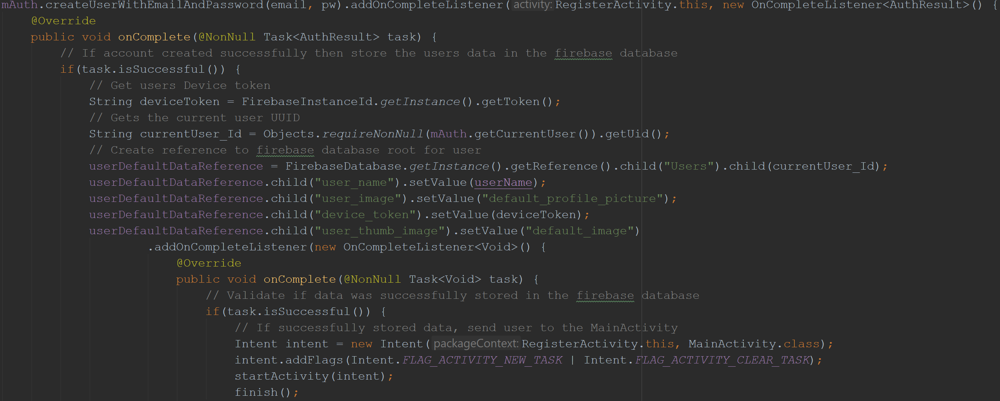 mAuth.createUserWithEmailAndPassword(email, pw).addOnCompleteListener( activity: RegisterActivity.this, new OnCompleteListener<AuthResult>() {
@Override
public void onComplete(@NonNull Task<AuthResult> task) {
// If account created successfully then store the users data in the firebase database
if(task.isSuccessful()) {
// Get users Device token
String deviceToken = FirebaseInstanceId.getInstance().getToken();
// Gets the current user UUID
String currentUser_Id = Objects.requireNonNull(mAuth.getCurrentUser()).getUid();
// Create reference to firebase database root for user
userDefaultDataReference = FirebaseDatabase.getInstance().getReference().child("Users").child(currentUser_Id);
userDefaultDataReference.child("user_name").setValue(userName);
userDefaultDataReference.child("user_image").setValue("default_profile_picture");
userDefaultDataReference.child("device_token").setValue(deviceToken);
userDefaultDataReference.child("user_thumb_image").setValue("default_image")
.addOnCompleteListener(new OnCompleteListener<Void>() {
@Override
public void onComplete(@NonNull Task<Void> task) {
// Validate if data was successfully stored in the firebase database
if(task.isSuccessful()) {
// If successfully stored data, send user to the MainActivity
Intent intent = new Intent( packageContext: RegisterActivity.this, MainActivity.class);
intent.addFlags(Intent.FLAG_ACTIVITY_NEW_TASK | Intent.FLAG_ACTIVITY_CLEAR_TASK);
startActivity(intent);
finish();